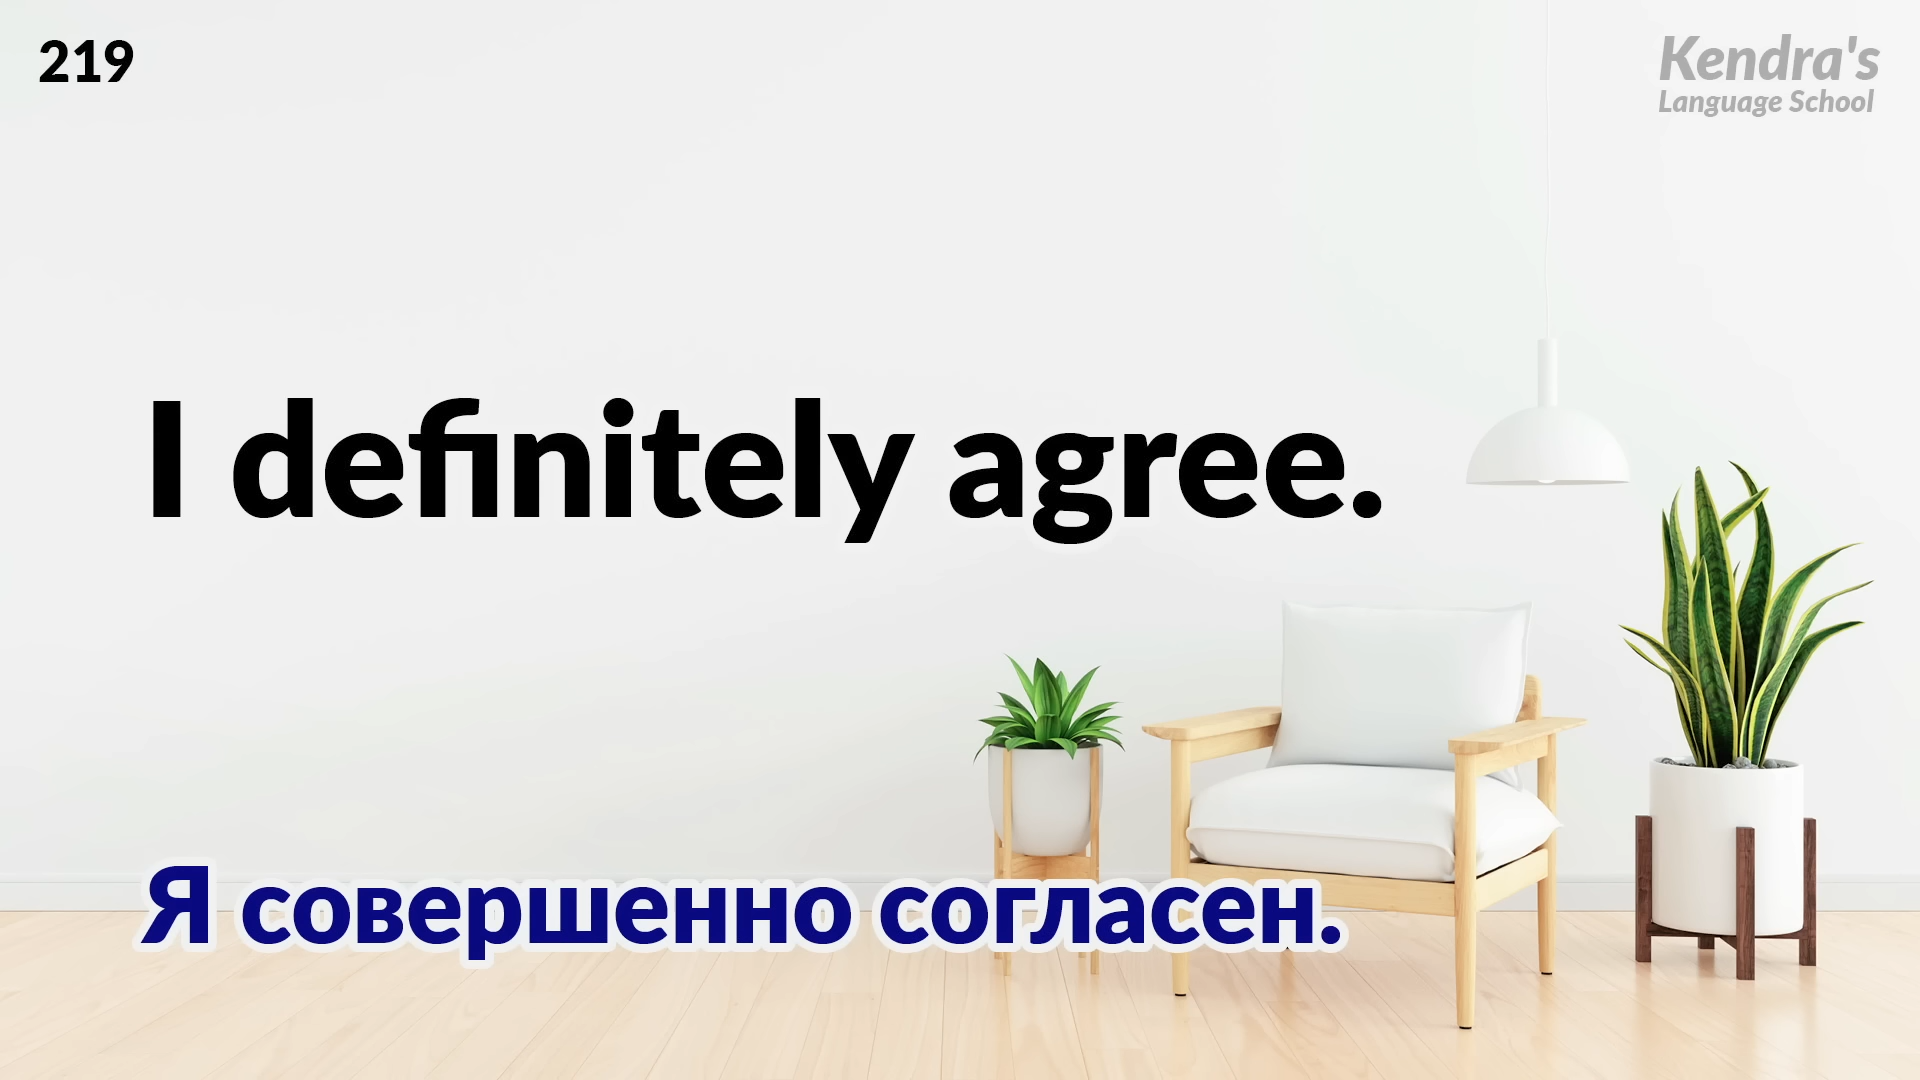 219
Kendra's
Language School
I definitely agree.
Я совершенно согласен.